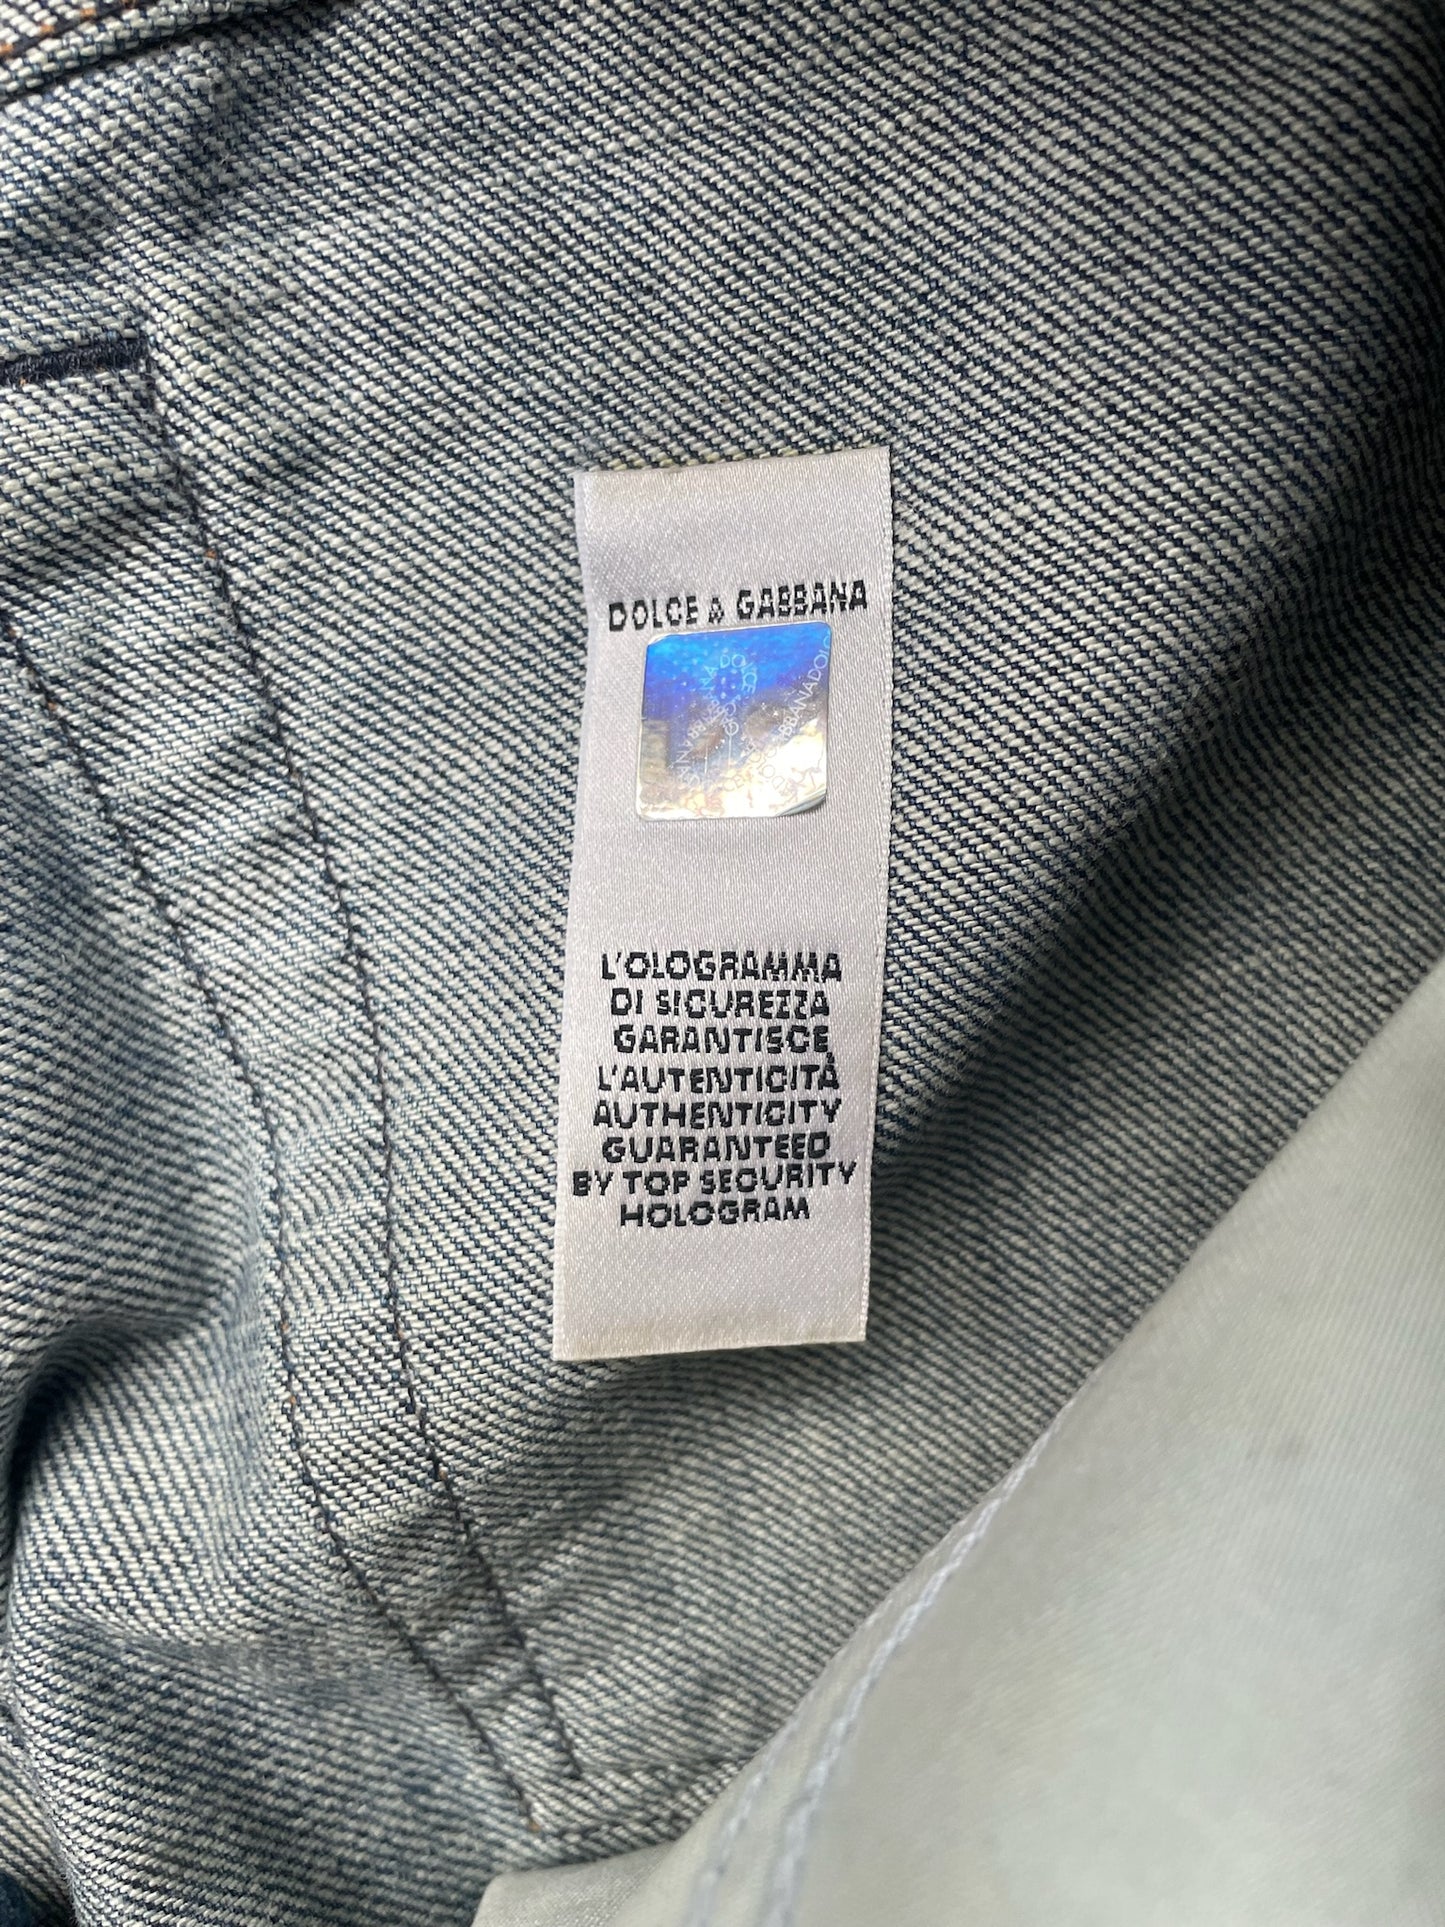 DOLCE & GABBANA
L'OLOGRAMMA
DI SICUREZZA
GARANTISCE
L'AUTENTICITÀ
AUTHENTICITY
GUARANTEED
BY TOP SECURITY
HOLOGRAM